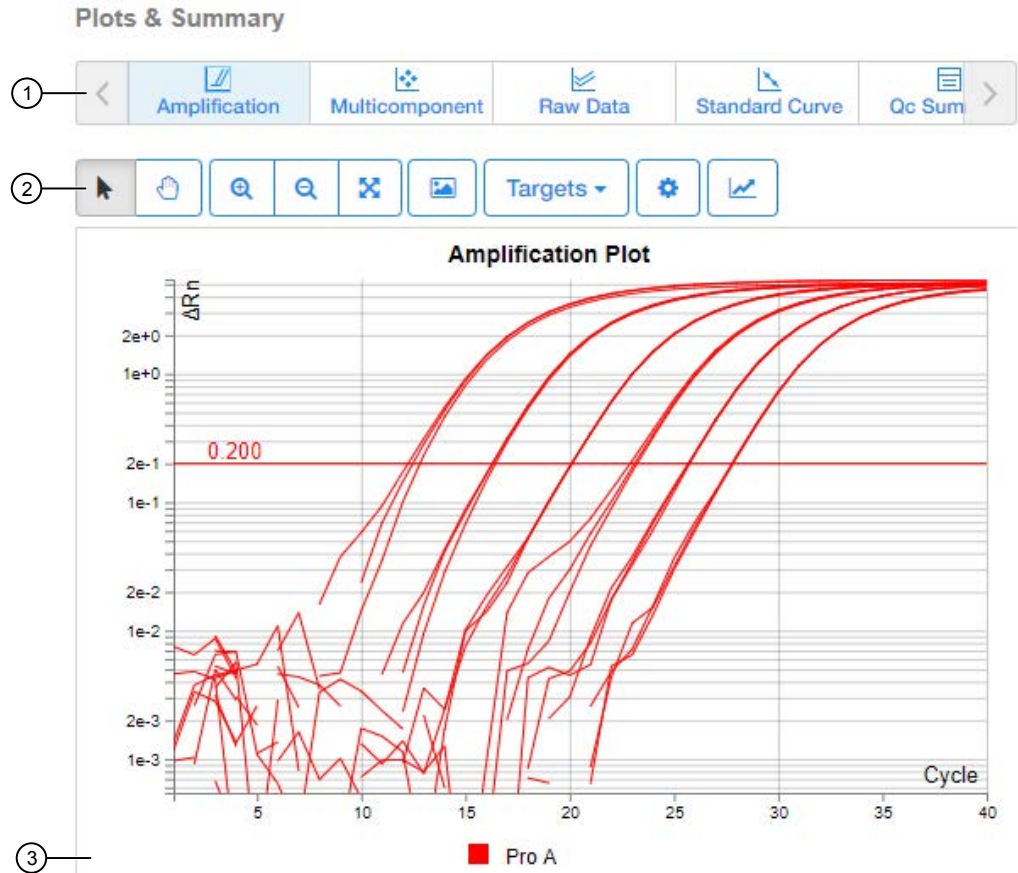 Plots & Summary
1
Amplification Multicomponent Raw Data Standard Curve Qc Sum
2
Targets
Amplification Plot
ΔRn
2e+0
1e+0
0.200
2e-1
1e-1
2e-2
1e-2
2e-3
1e-3
Cycle
5 10 15 20 25 30 35 40
3
Pro A